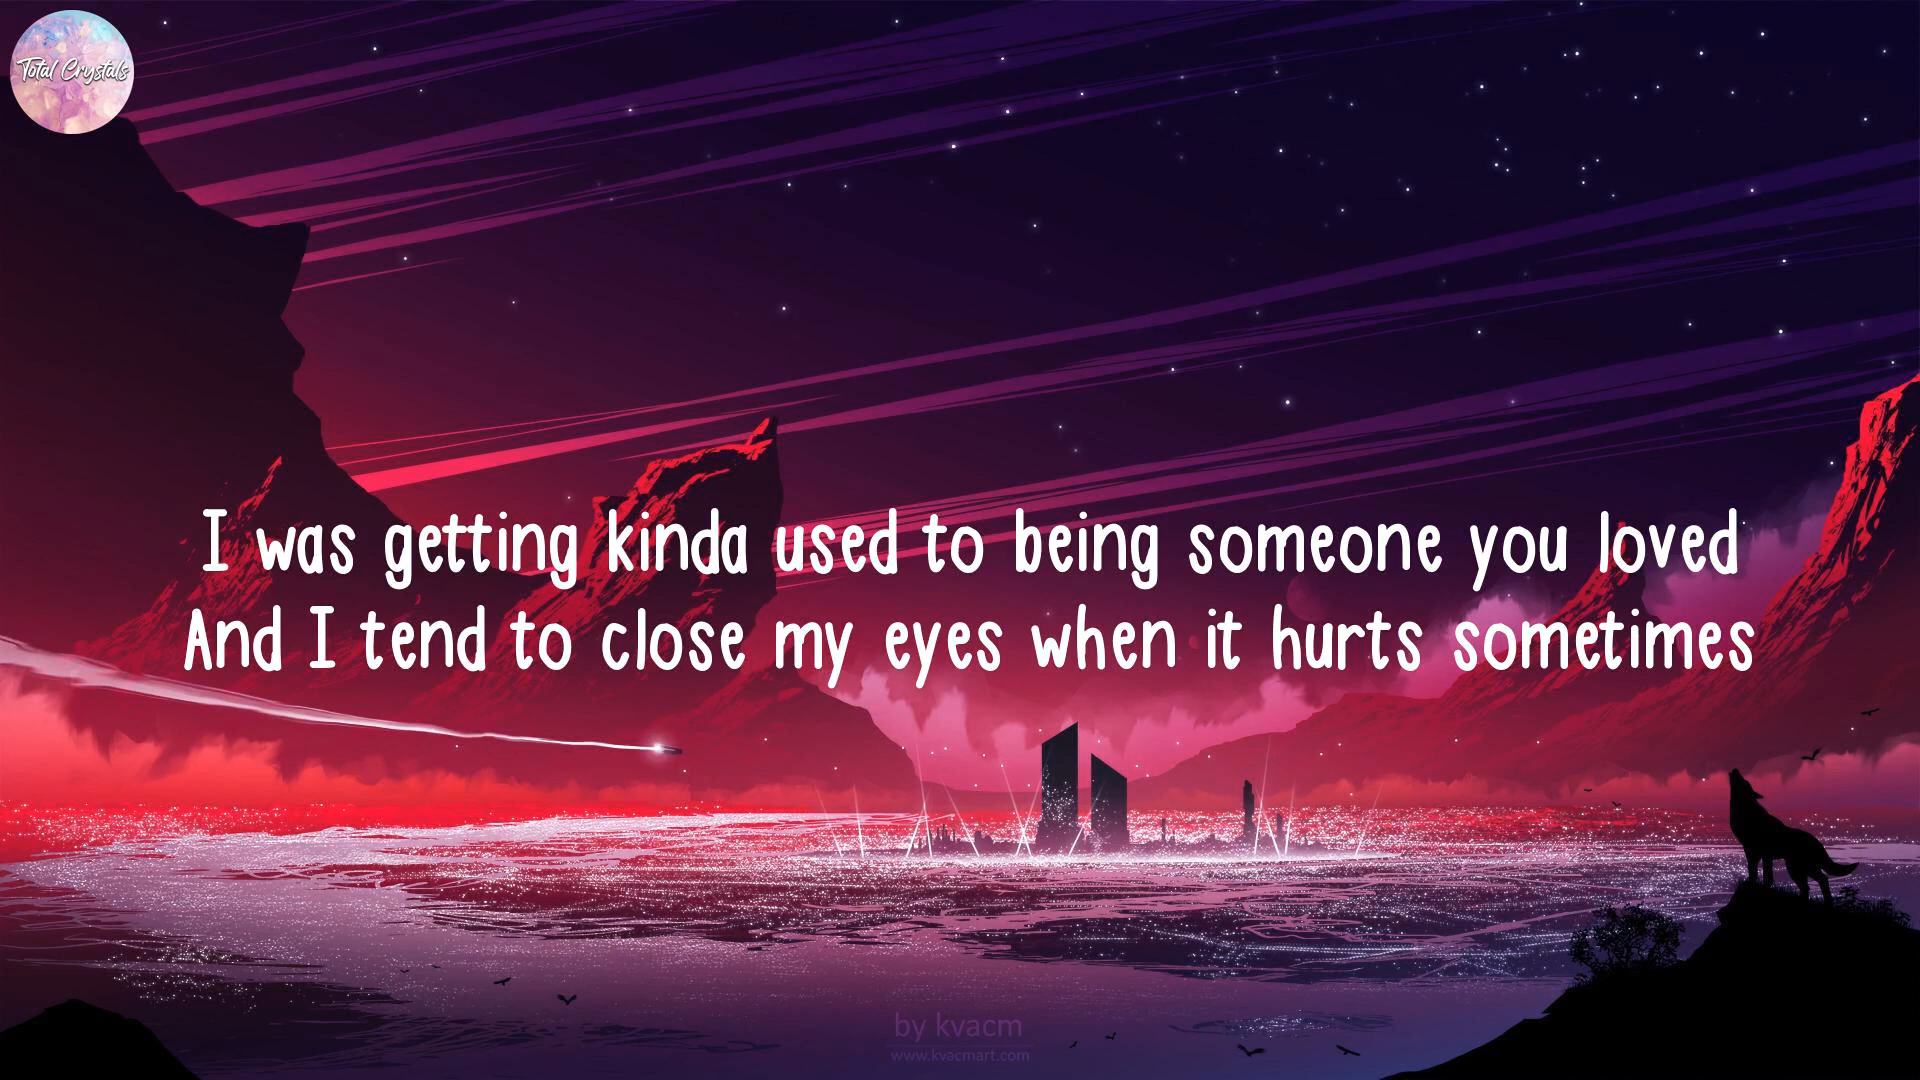 Total Crystals
I was getting kinda used to being someone you loved
And I tend to close my eyes when it hurts sometimes
by kvacm
www.kvacmart.com